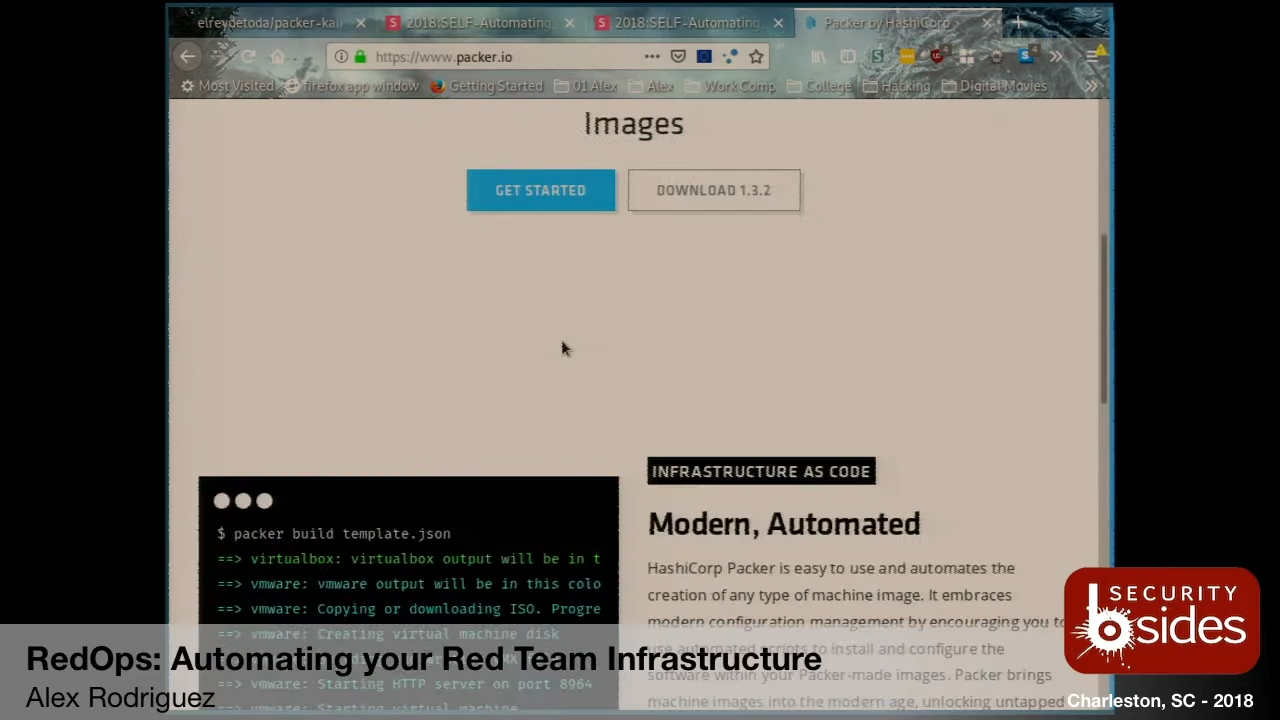 elreydetoda/packer-kali
2018:SELF-Automating
2018:SELF-Automating
Packer by HashiCorp
https://www.packer.io
Most Visited
firefox app window
Getting Started
01 Alex
Alex
Work Comp
College
Hacking
Digital-Movies
Images
GET STARTED
DOWNLOAD 1.3.2
INFRASTRUCTURE AS CODE
Modern, Automated
HashiCorp Packer is easy to use and automates the
creation of any type of machine image. It embraces
modern configuration management by encouraging you to
use automated scripts to install and configure the
software within your Packer-made images. Packer brings
machine images into the modern age, unlocking untapped
$ packer build template.json
==> virtualbox: virtualbox output will be in t
==> vmware: vmware output will be in this colo
==> vmware: Copying or downloading ISO. Progre
==> vmware: Creating virtual machine disk
==> vmware: Starting HTTP server on port 8964
==> vmware: Starting virtual machine
RedOps: Automating your Red Team Infrastructure
Alex Rodriguez
SECURITY
bsides
Charleston, SC - 2018